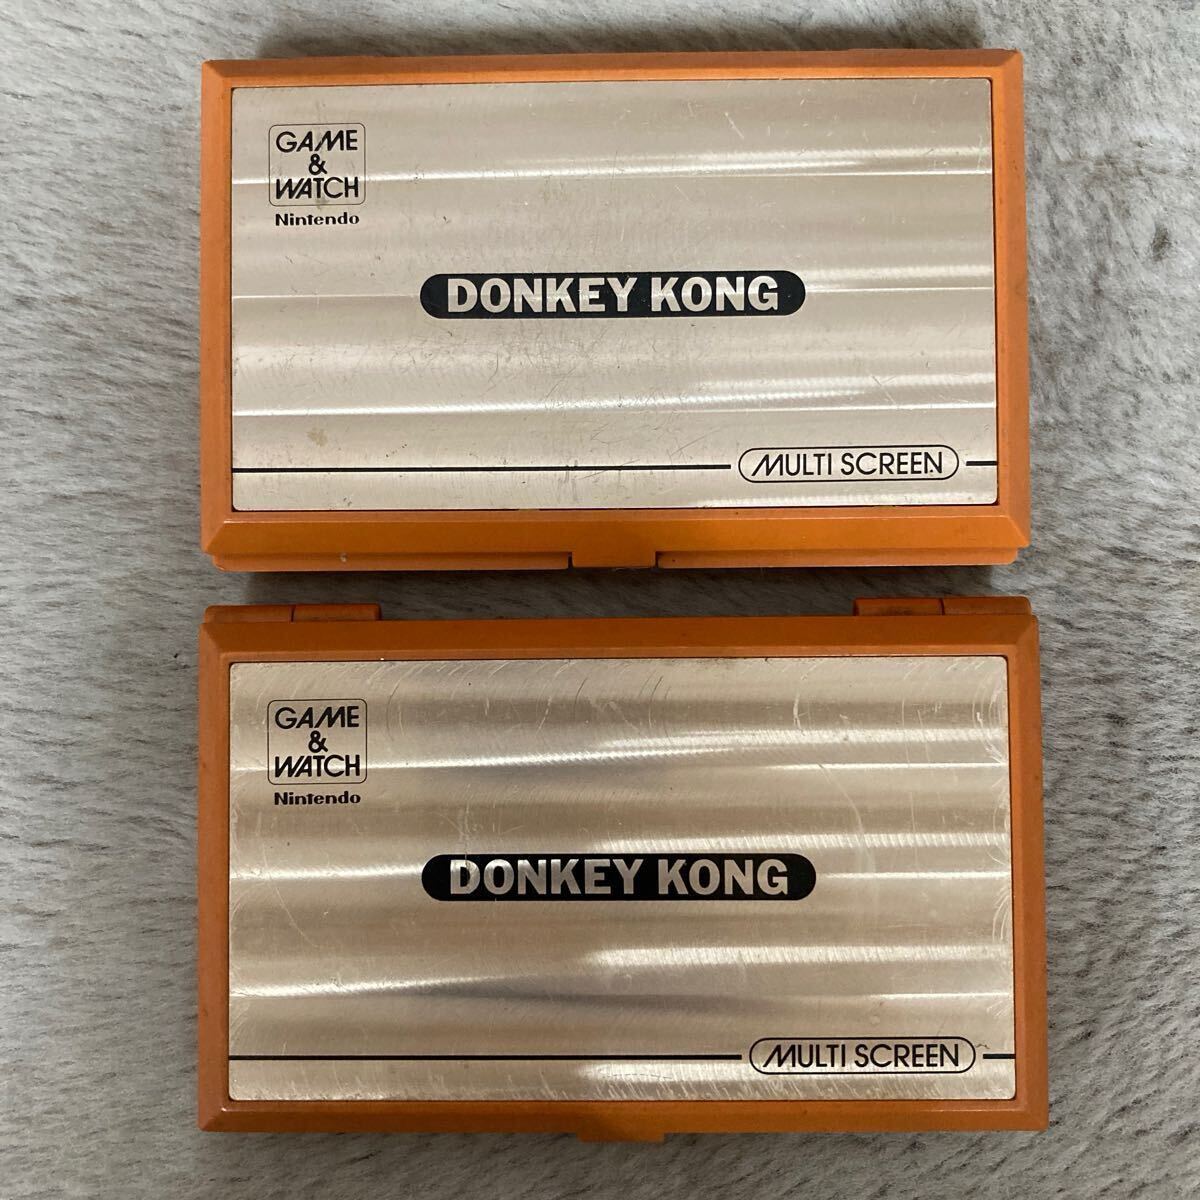 GAME
&
WATCH
Nintendo
DONKEY KONG
MULTI SCREEN
GAME
&
WATCH
Nintendo
DONKEY KONG
MULTI SCREEN